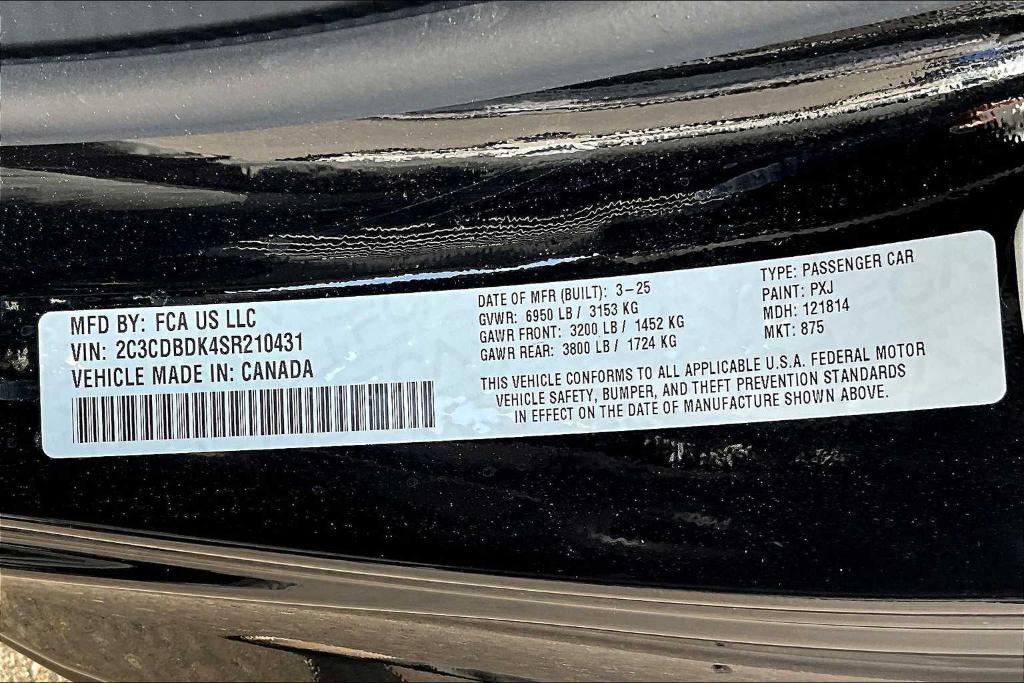 MFD BY: FCA US LLC
VIN: 2C3CDBDK4SR210431
VEHICLE MADE IN: CANADA
DATE OF MFR (BUILT): 3-25
GVWR: 6950 LB / 3153 KG
GAWR FRONT: 3200 LB / 1452 KG
GAWR REAR: 3800 LB / 1724 KG
TYPE: PASSENGER CAR
PAINT: PXJ
MDH: 121814
MKT: 875
THIS VEHICLE CONFORMS TO ALL APPLICABLE U.S.A. FEDERAL MOTOR
VEHICLE SAFETY, BUMPER, AND THEFT PREVENTION STANDARDS
IN EFFECT ON THE DATE OF MANUFACTURE SHOWN ABOVE.